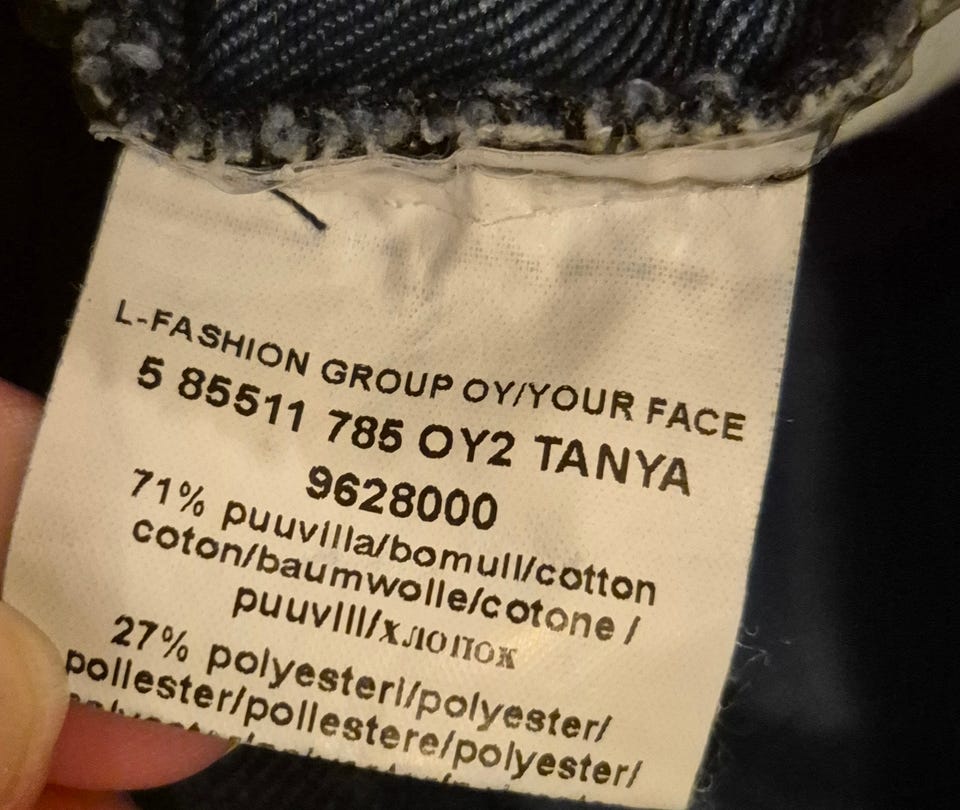 L-FASHION GROUP OY/YOUR FACE
5 85511 785 OY2 TANYA
9628000
71% puuvilla/bomull/cotton
coton/baumwolle/cotone /
puuvill/хлопок
27% polyesteri/polyester/
pollester/pollestere/polyester/